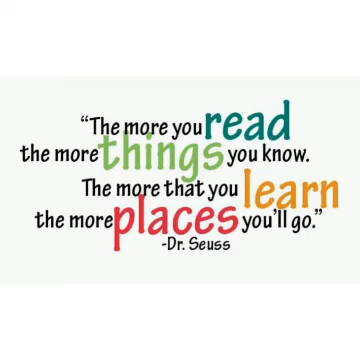 “The more you read
the more things you know.
The more that you learn
the more places you’ll go.”
-Dr. Seuss